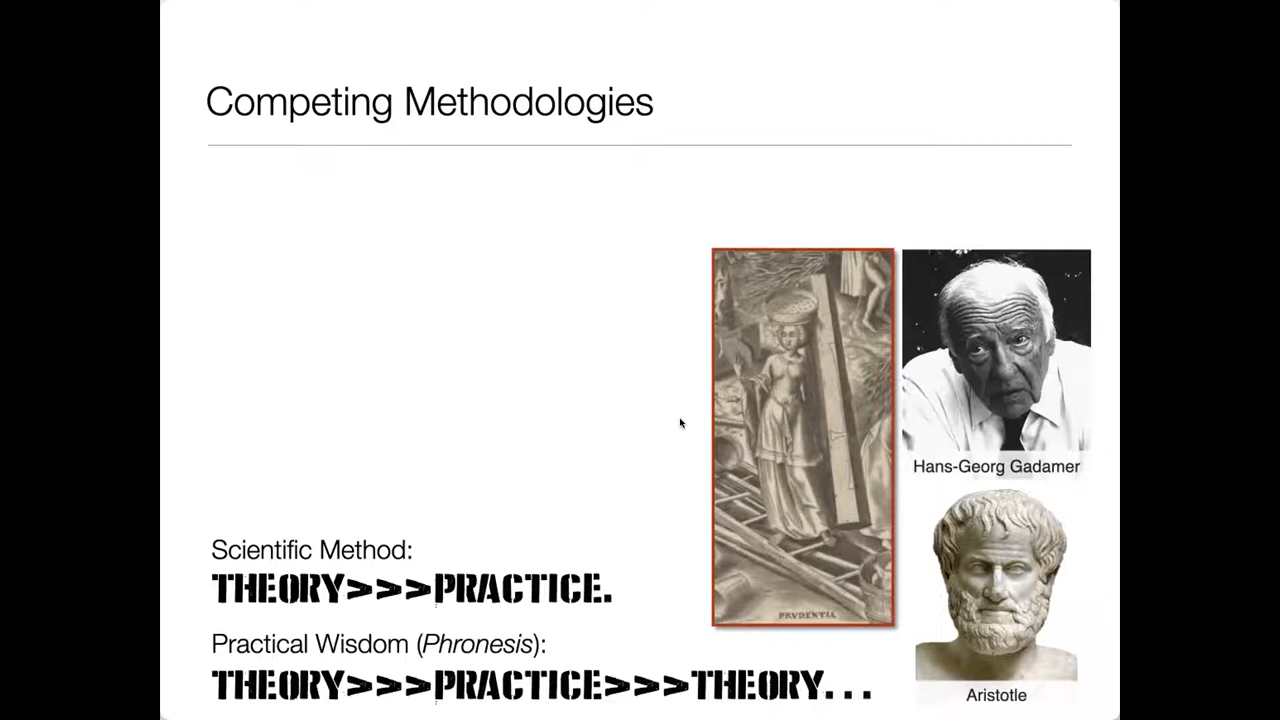 Competing Methodologies
PRVDENTIA
Hans-Georg Gadamer
Scientific Method:
THEORY>>>PRACTICE.
Practical Wisdom (Phronesis):
THEORY>>>PRACTICE>>>THEORY. . .
Aristotle